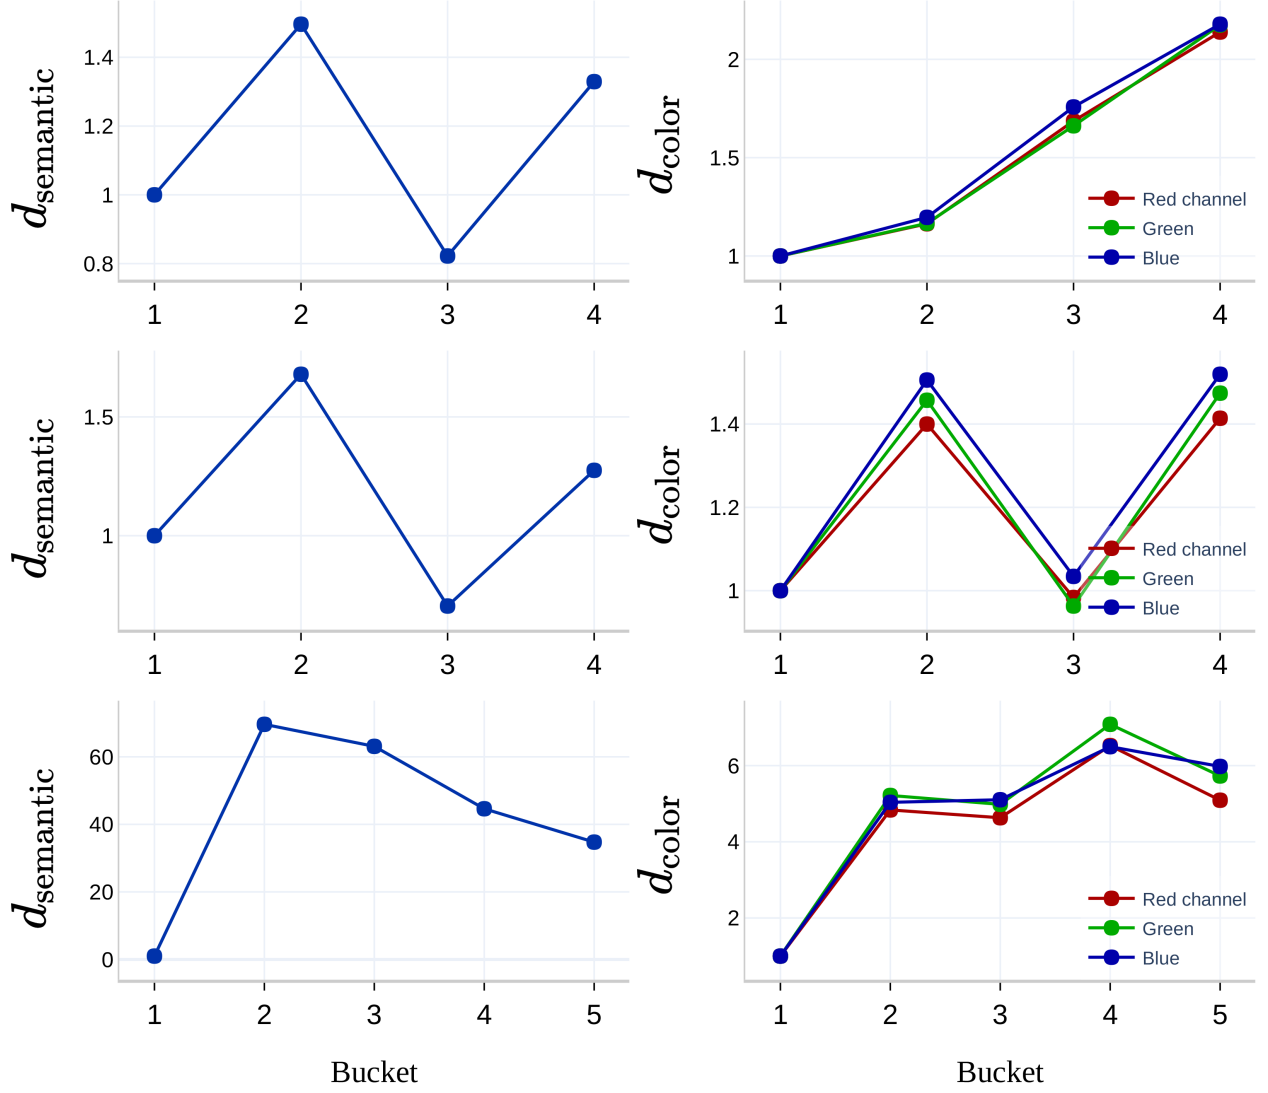 d_semantic
1.4
1.2
1
0.8
1 2 3 4
d_color
2
1.5
1
Red channel
Green
Blue
1 2 3 4
d_semantic
1.5
1
1 2 3 4
d_color
1.4
1.2
1
Red channel
Green
Blue
1 2 3 4
d_semantic
60
40
20
0
1 2 3 4 5
Bucket
d_color
6
4
2
Red channel
Green
Blue
1 2 3 4 5
Bucket